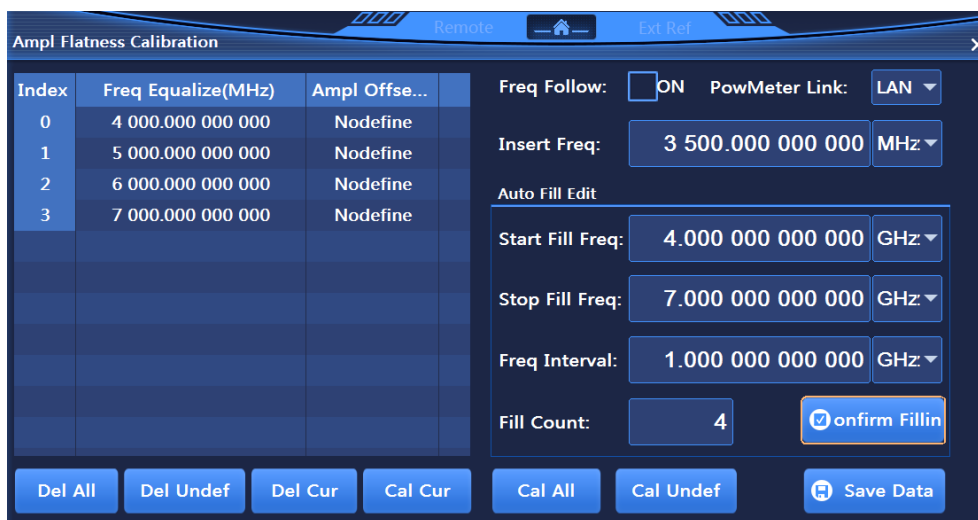 Remote Ext Ref
Ampl Flatness Calibration
Index Freq Equalize(MHz) Ampl Offse...
0 4 000.000 000 000 Nodefine
1 5 000.000 000 000 Nodefine
2 6 000.000 000 000 Nodefine
3 7 000.000 000 000 Nodefine
Freq Follow: ON PowMeter Link: LAN
Insert Freq: 3 500.000 000 000 MHz
Auto Fill Edit
Start Fill Freq: 4.000 000 000 000 GHz
Stop Fill Freq: 7.000 000 000 000 GHz
Freq Interval: 1.000 000 000 000 GHz
Fill Count: 4 onfirm Fillin
Del All Del Undef Del Cur Cal Cur Cal All Cal Undef Save Data